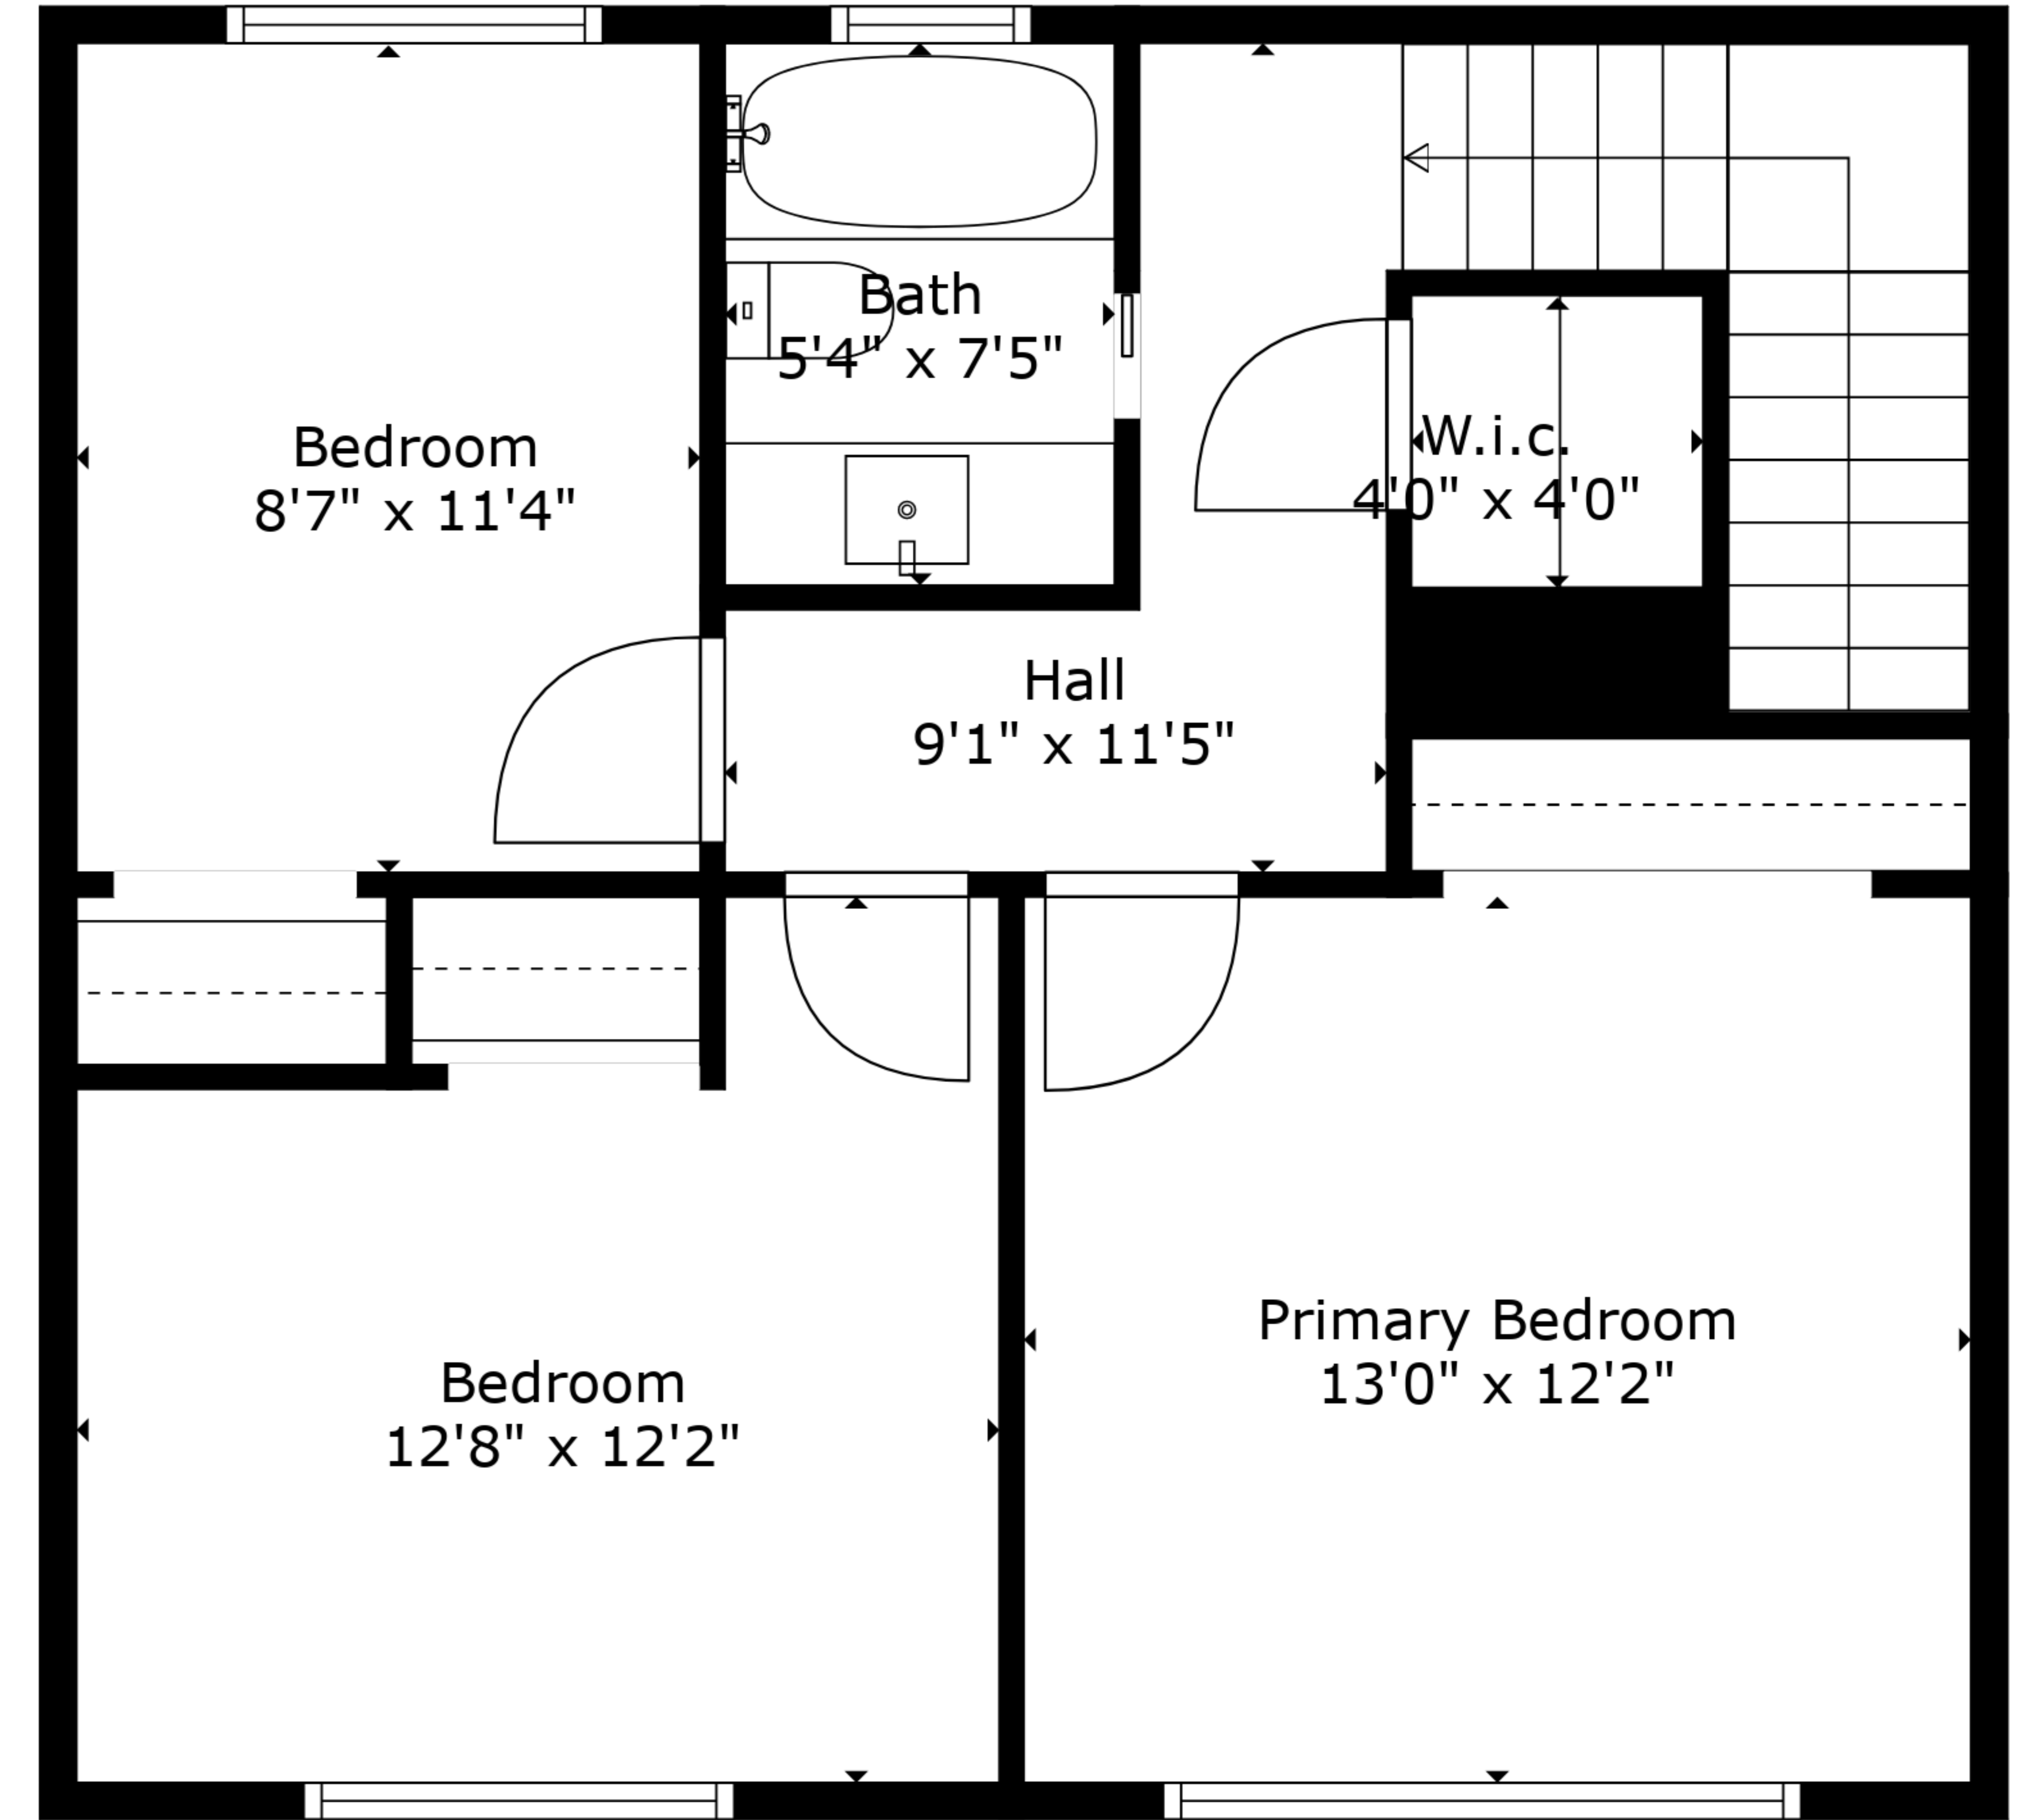 Bath
5'4" x 7'5"
Bedroom
8'7" x 11'4"
W.i.c.
4'0" x 4'0"
Hall
9'1" x 11'5"
Primary Bedroom
13'0" x 12'2"
Bedroom
12'8" x 12'2"